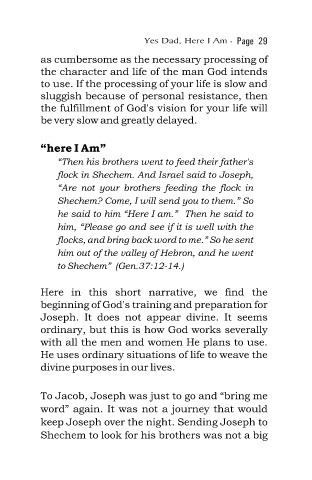 Yes Dad, Here I Am - Page 29
as cumbersome as the necessary processing of
the character and life of the man God intends
to use. If the processing of your life is slow and
sluggish because of personal resistance, then
the fulfillment of God's vision for your life will
be very slow and greatly delayed.
“here I Am”
“Then his brothers went to feed their father's
flock in Shechem. And Israel said to Joseph,
“Are not your brothers feeding the flock in
Shechem? Come, I will send you to them.” So
he said to him “Here I am.” Then he said to
him, “Please go and see if it is well with the
flocks, and bring back word to me.” So he sent
him out of the valley of Hebron, and he went
to Shechem” (Gen.37:12-14.)
Here in this short narrative, we find the
beginning of God's training and preparation for
Joseph. It does not appear divine. It seems
ordinary, but this is how God works severally
with all the men and women He plans to use.
He uses ordinary situations of life to weave the
divine purposes in our lives.
To Jacob, Joseph was just to go and “bring me
word” again. It was not a journey that would
keep Joseph over the night. Sending Joseph to
Shechem to look for his brothers was not a big